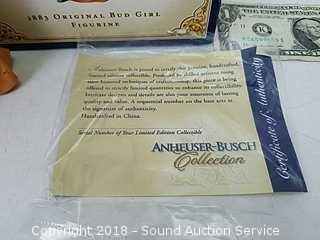 1883 ORIGINAL BUD GIRL
FIGURINE
Anheuser-Busch is proud to certify this genuine, handcrafted,
limited edition collectible. Produced by skilled artisans using
time-honored techniques of craftsmanship, this piece is being
offered in strictly limited quantities to enhance its collectibility.
Intricate designs and details are also your assurance of lasting
quality and value. A sequential number on the base acts as
the signature of authenticity.
Handcrafted in China.
Serial Number of Your Limited Edition Collectible
ANHEUSER-BUSCH
Collection
Certificate of Authenticity
K
1
Copyright 2018 - Sound Auction Service